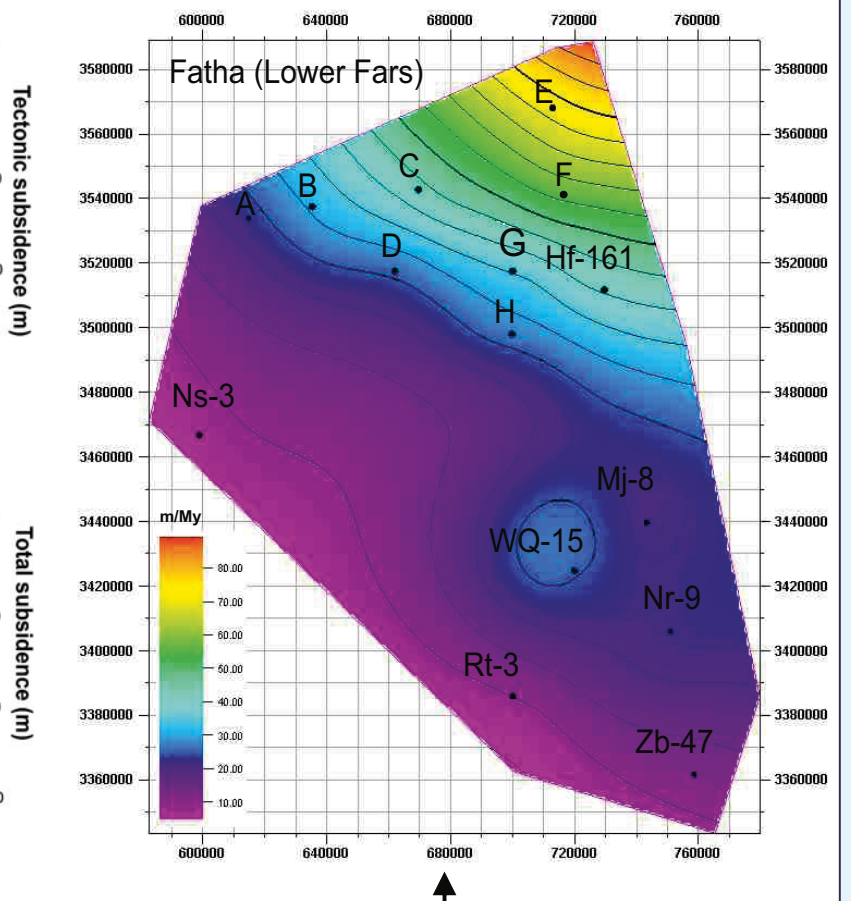 600000 640000 680000 720000 760000
Fatha (Lower Fars)
3580000 3580000
E
3560000 3560000
C
F
B
3540000 3540000
A
D
G
Hf-161
3520000 3520000
H
3500000 3500000
3480000 3480000
Ns-3
3460000 3460000
Mj-8
m/My
3440000 3440000
WQ-15
80.00
3420000 3420000
70.00
Nr-9
60.00
3400000 3400000
50.00
Rt-3
40.00
3380000 3380000
30.00
Zb-47
20.00
3360000 3360000
10.00
600000 640000 680000 720000 760000
Tectonic subsidence (m)
Total subsidence (m)